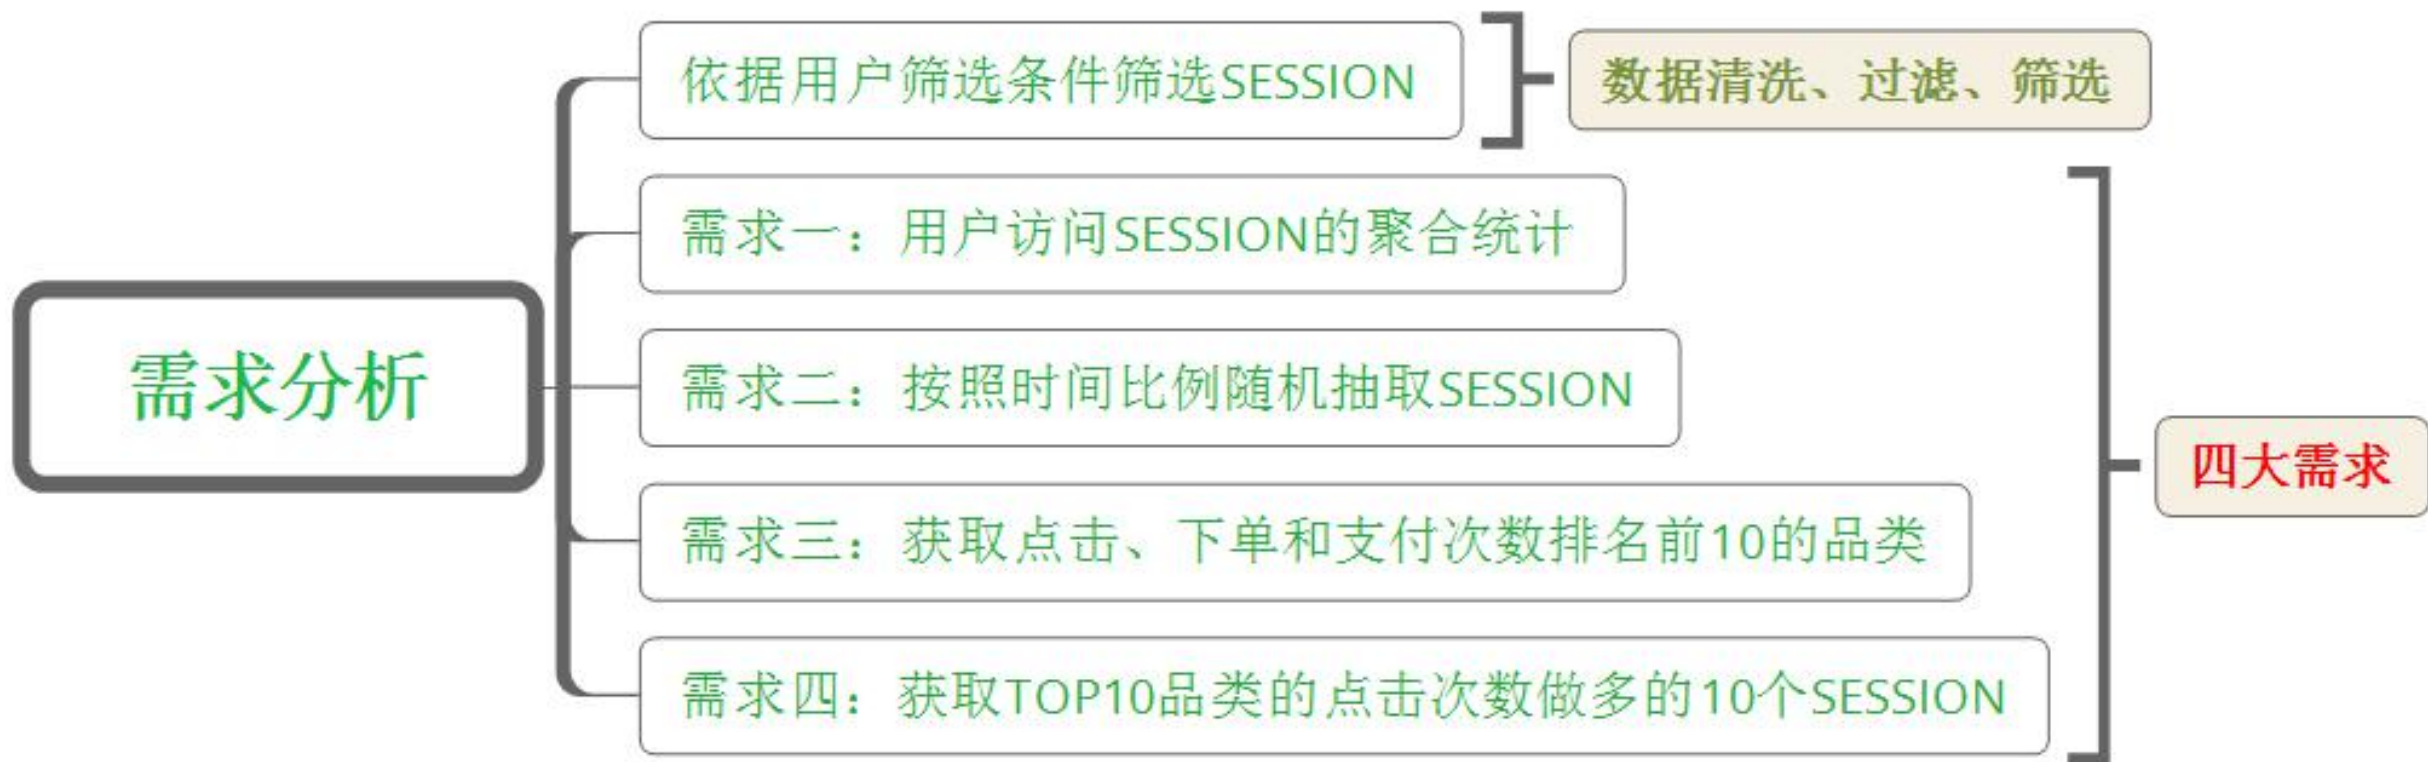 需求分析
依据用户筛选条件筛选SESSION
数据清洗、过滤、筛选
需求一：用户访问SESSION的聚合统计
需求二：按照时间比例随机抽取SESSION
需求三：获取点击、下单和支付次数排名前10的品类
需求四：获取TOP10品类的点击次数做多的10个SESSION
四大需求